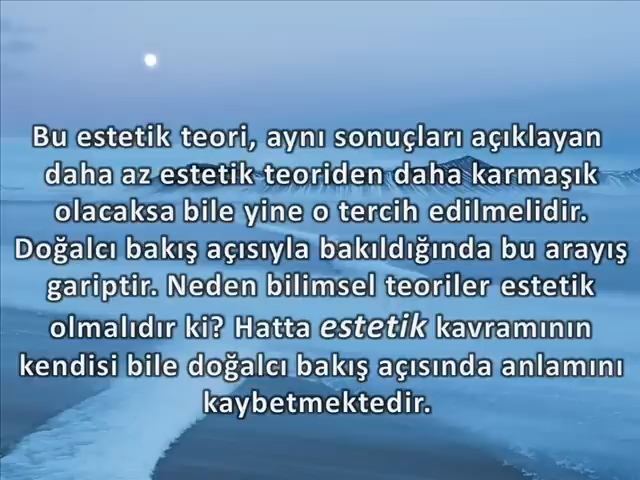 Bu estetik teori, aynı sonuçları açıklayan
daha az estetik teoriden daha karmaşık
olacaksa bile yine o tercih edilmelidir.
Doğalcı bakış açısıyla bakıldığında bu arayış
gariptir. Neden bilimsel teoriler estetik
olmalıdır ki? Hatta estetik kavramının
kendisi bile doğalcı bakış açısında anlamını
kaybetmektedir.